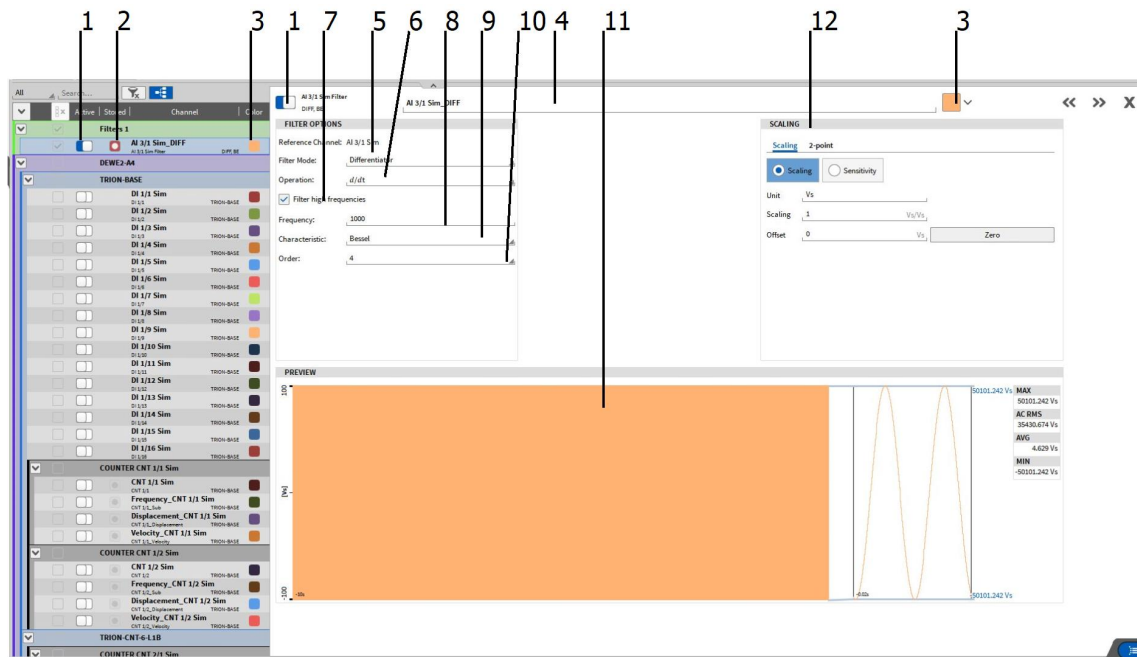 1 2 3 1 7 5 6 8 9 10 4 11 12 3
All Search...
Active Stored Channel Color
Filters 1
AI 3/1 Sim_DIFF
AI 3/1 Sim Filter DIFF, BE
DEWE2-A4
TRION-BASE
DI 1/1 Sim
DI 1/1 TRION-BASE
DI 1/2 Sim
DI 1/2 TRION-BASE
DI 1/3 Sim
DI 1/3 TRION-BASE
DI 1/4 Sim
DI 1/4 TRION-BASE
DI 1/5 Sim
DI 1/5 TRION-BASE
DI 1/6 Sim
DI 1/6 TRION-BASE
DI 1/7 Sim
DI 1/7 TRION-BASE
DI 1/8 Sim
DI 1/8 TRION-BASE
DI 1/9 Sim
DI 1/9 TRION-BASE
DI 1/10 Sim
DI 1/10 TRION-BASE
DI 1/11 Sim
DI 1/11 TRION-BASE
DI 1/12 Sim
DI 1/12 TRION-BASE
DI 1/13 Sim
DI 1/13 TRION-BASE
DI 1/14 Sim
DI 1/14 TRION-BASE
DI 1/15 Sim
DI 1/15 TRION-BASE
DI 1/16 Sim
DI 1/16 TRION-BASE
COUNTER CNT 1/1 Sim
CNT 1/1 Sim
CNT 1/1 TRION-BASE
Frequency_CNT 1/1 Sim
CNT 1/1_Sub TRION-BASE
Displacement_CNT 1/1 Sim
CNT 1/1_Displacement TRION-BASE
Velocity_CNT 1/1 Sim
CNT 1/1_Velocity TRION-BASE
COUNTER CNT 1/2 Sim
CNT 1/2 Sim
CNT 1/2 TRION-BASE
Frequency_CNT 1/2 Sim
CNT 1/2_Sub TRION-BASE
Displacement_CNT 1/2 Sim
CNT 1/2_Displacement TRION-BASE
Velocity_CNT 1/2 Sim
CNT 1/2_Velocity TRION-BASE
TRION-CNT-6-L1B
COUNTER CNT 2/1 Sim
AI 3/1 Sim Filter
DIFF, BE
AI 3/1 Sim_DIFF
X
FILTER OPTIONS
Reference Channel: AI 3/1 Sim
Filter Mode: Differentiator
Operation: d/dt
Filter high frequencies
Frequency: 1000
Characteristic: Bessel
Order: 4
SCALING
Scaling 2-point
Scaling Sensitivity
Unit Vs
Scaling 1 Vs/Vs
Offset 0 Vs Zero
PREVIEW
100
[Vs]
-100
-10s
-0.02s
50101.242 Vs
-50101.242 Vs
MAX
50101.242 Vs
AC RMS
35430.674 Vs
AVG
4.629 Vs
MIN
-50101.242 Vs